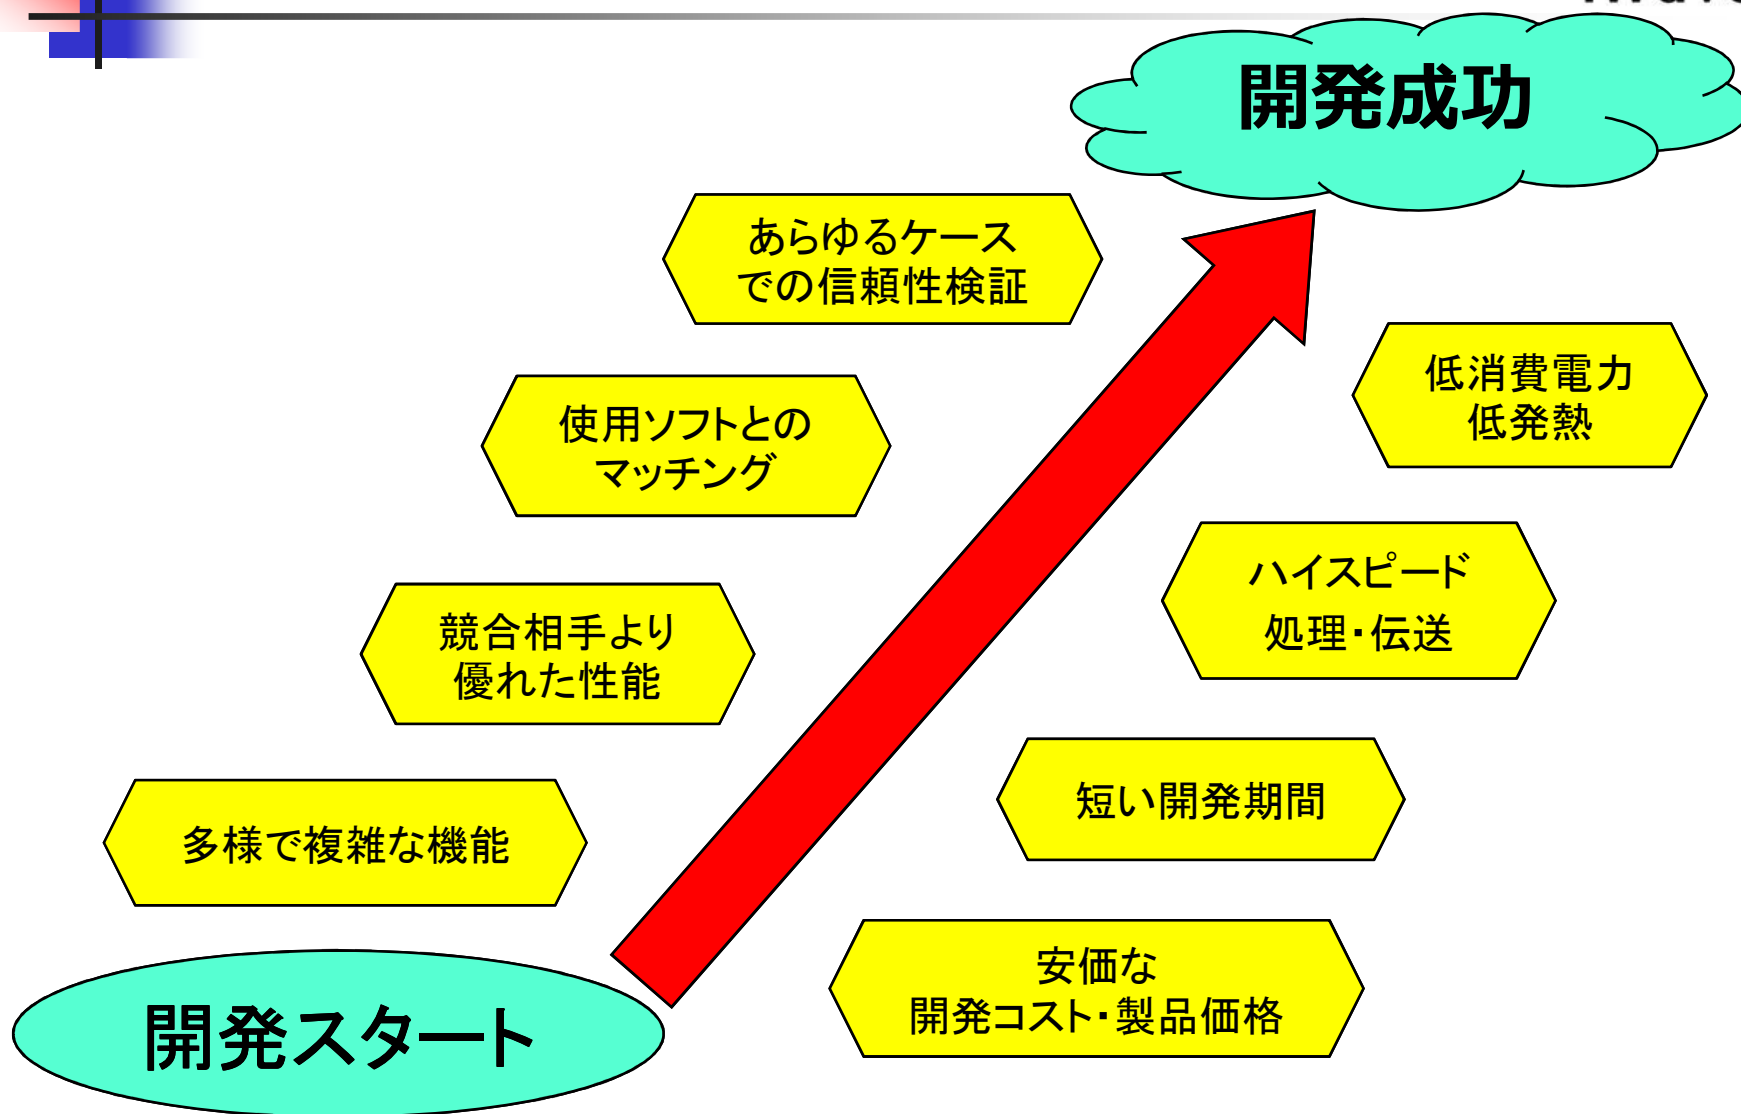 開発成功
あらゆるケース
での信頼性検証
低消費電力
低発熱
使用ソフトとの
マッチング
ハイスピード
処理・伝送
競合相手より
優れた性能
短い開発期間
多様で複雑な機能
安価な
開発コスト・製品価格
開発スタート